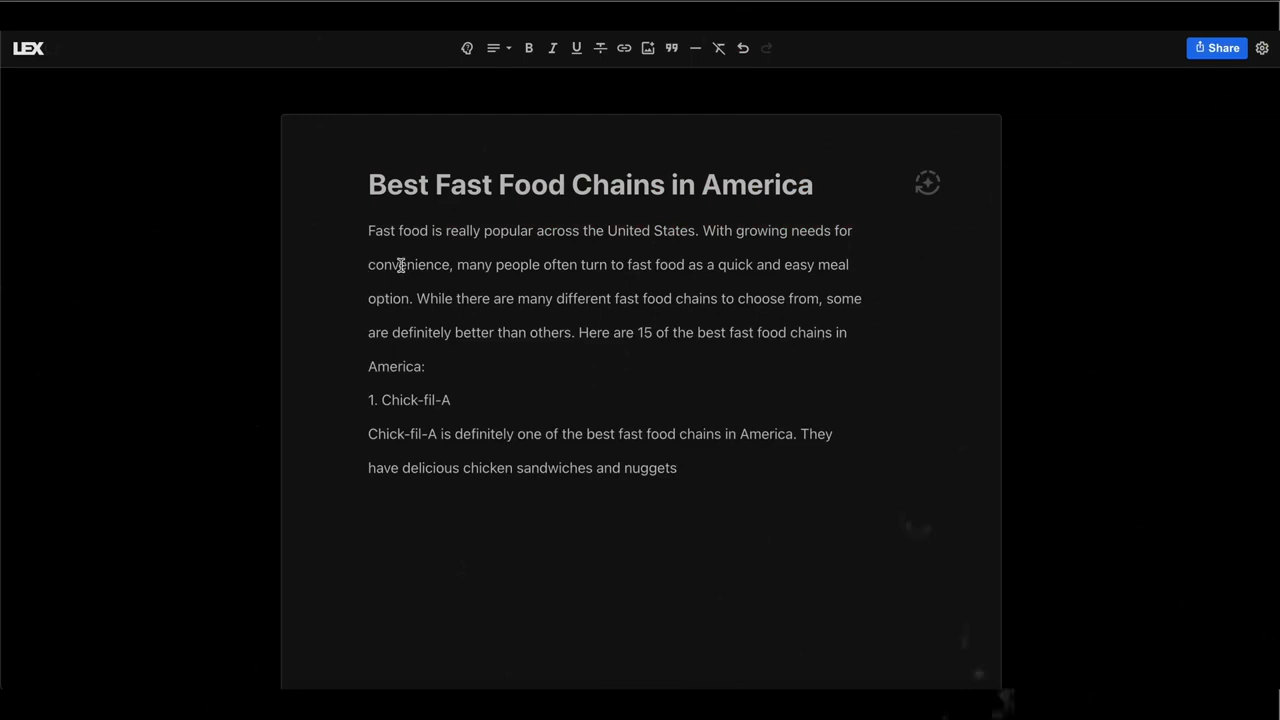 LEX
B I U T
Share
Best Fast Food Chains in America
Fast food is really popular across the United States. With growing needs for
convenience, many people often turn to fast food as a quick and easy meal
option. While there are many different fast food chains to choose from, some
are definitely better than others. Here are 15 of the best fast food chains in
America:
1. Chick-fil-A
Chick-fil-A is definitely one of the best fast food chains in America. They
have delicious chicken sandwiches and nuggets